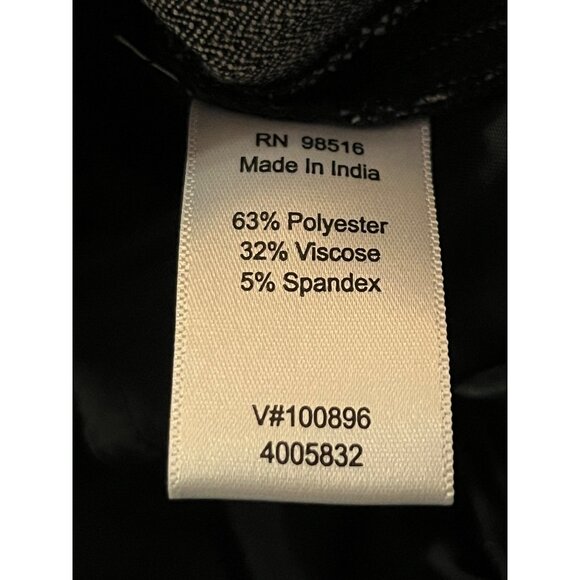 RN 98516
Made In India
63% Polyester
32% Viscose
5% Spandex
V#100896
4005832